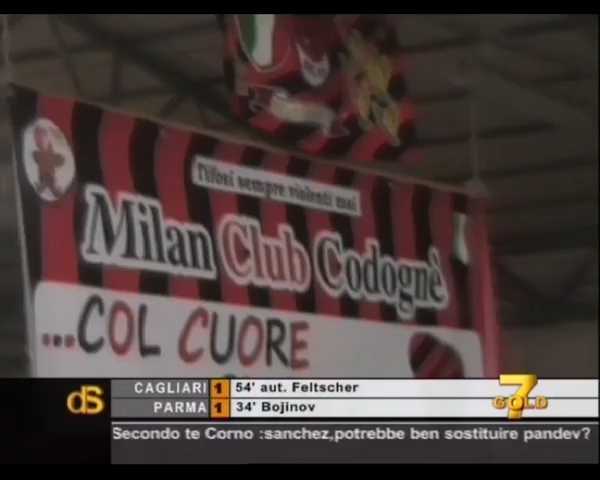 Tifosi sempre violenti mai
Milan Club Codognè
...COL CUORE
dS
CAGLIARI 1 54' aut. Feltscher
PARMA 1 34' Bojinov
7 GOLD
Secondo te Corno :sanchez,potrebbe ben sostituire pandev?